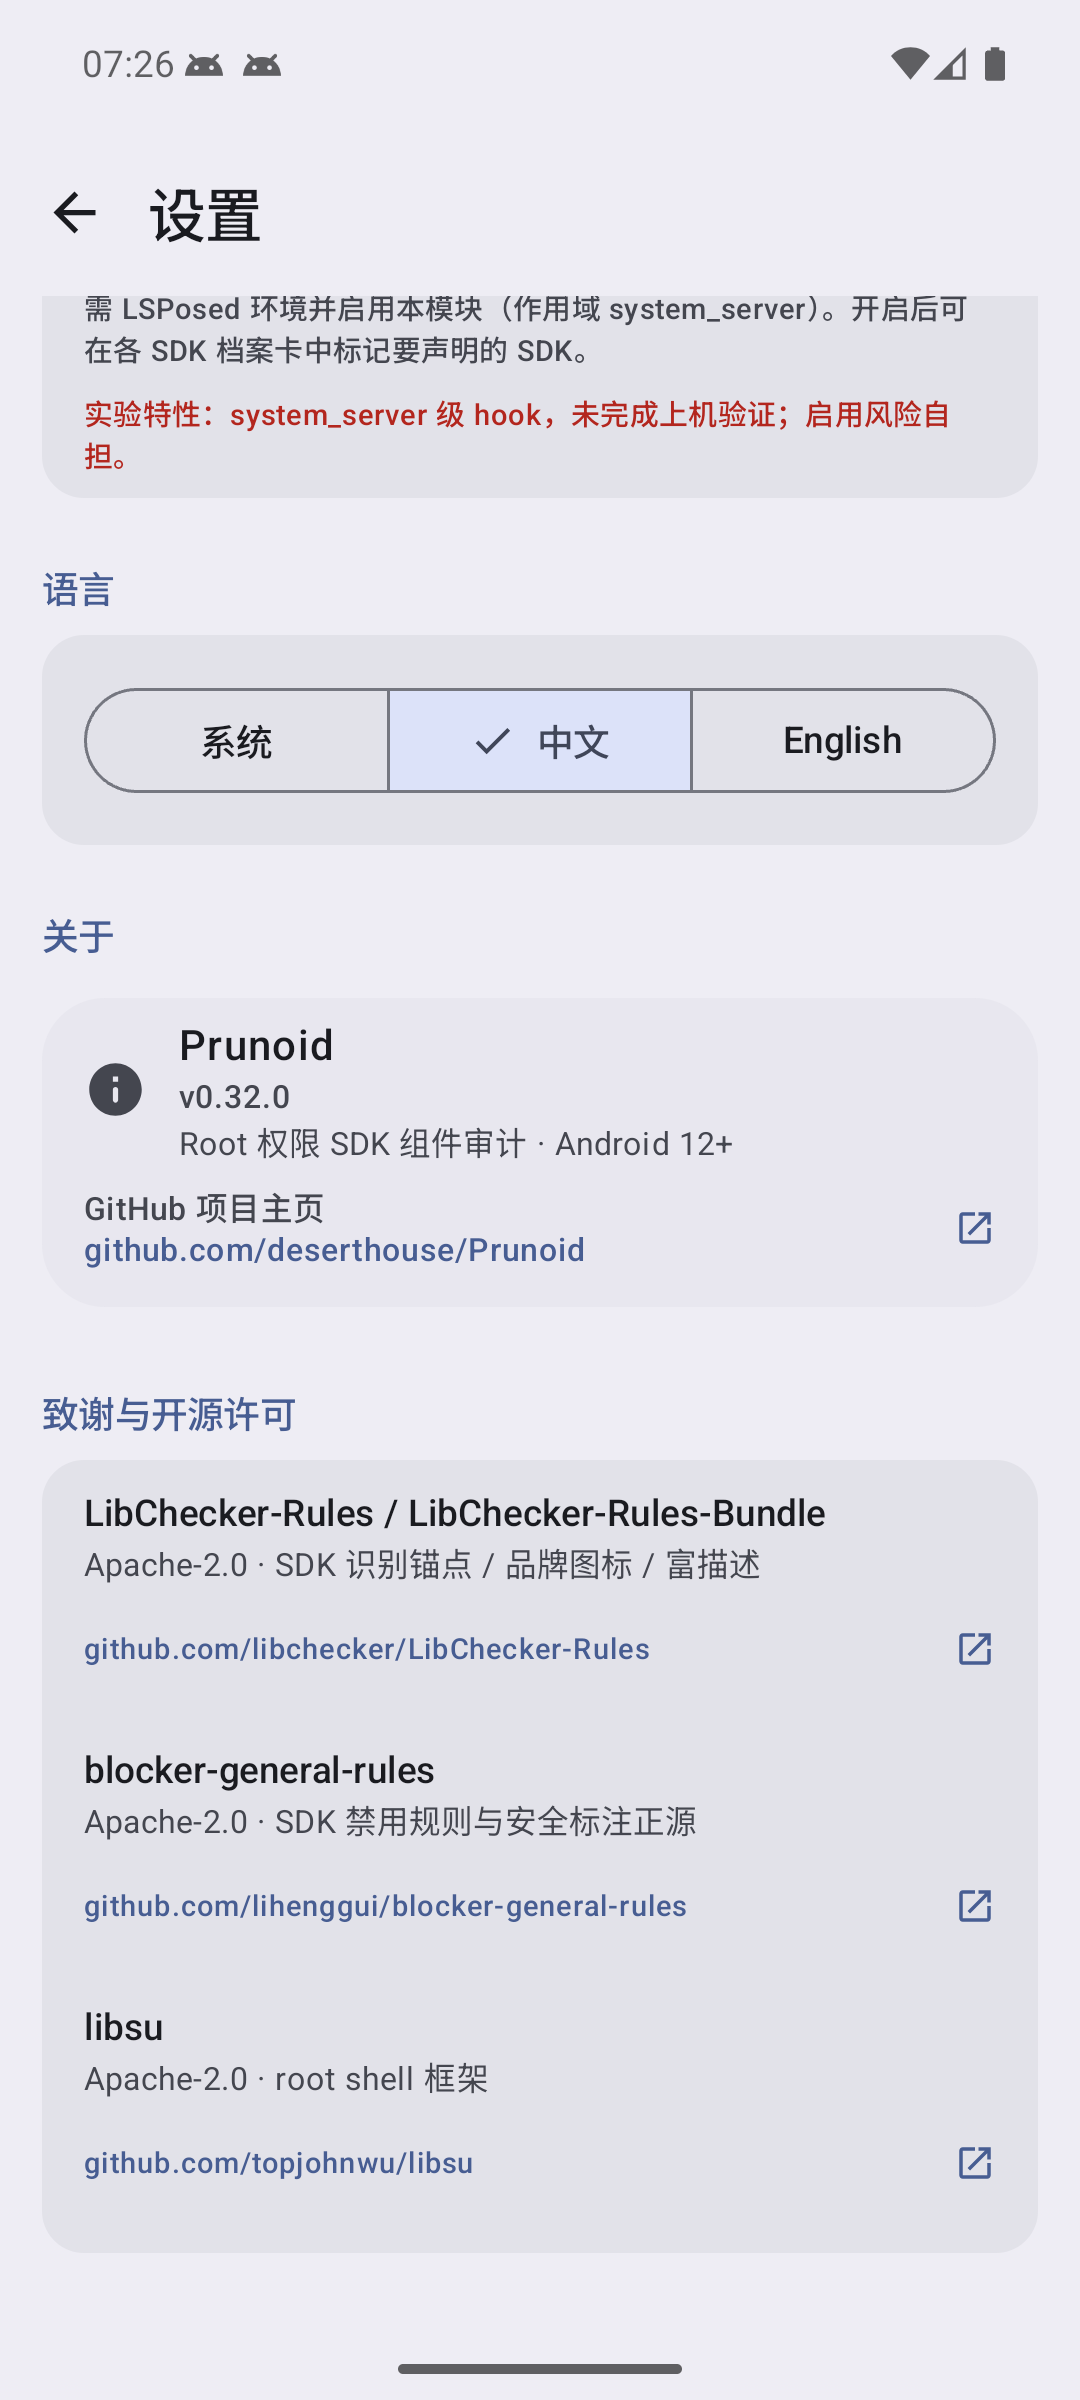 07:26
设置
需 LSPosed 环境并启用本模块（作用域 system_server）。开启后可
在各 SDK 档案卡中标记要声明的 SDK。
实验特性：system_server 级 hook，未完成上机验证；启用风险自
担。
语言
系统
中文
English
关于
Prunoid
v0.32.0
Root 权限 SDK 组件审计 · Android 12+
GitHub 项目主页
github.com/deserthouse/Prunoid
致谢与开源许可
LibChecker-Rules / LibChecker-Rules-Bundle
Apache-2.0 · SDK 识别锚点 / 品牌图标 / 富描述
github.com/libchecker/LibChecker-Rules
blocker-general-rules
Apache-2.0 · SDK 禁用规则与安全标注正源
github.com/lihenggui/blocker-general-rules
libsu
Apache-2.0 · root shell 框架
github.com/topjohnwu/libsu